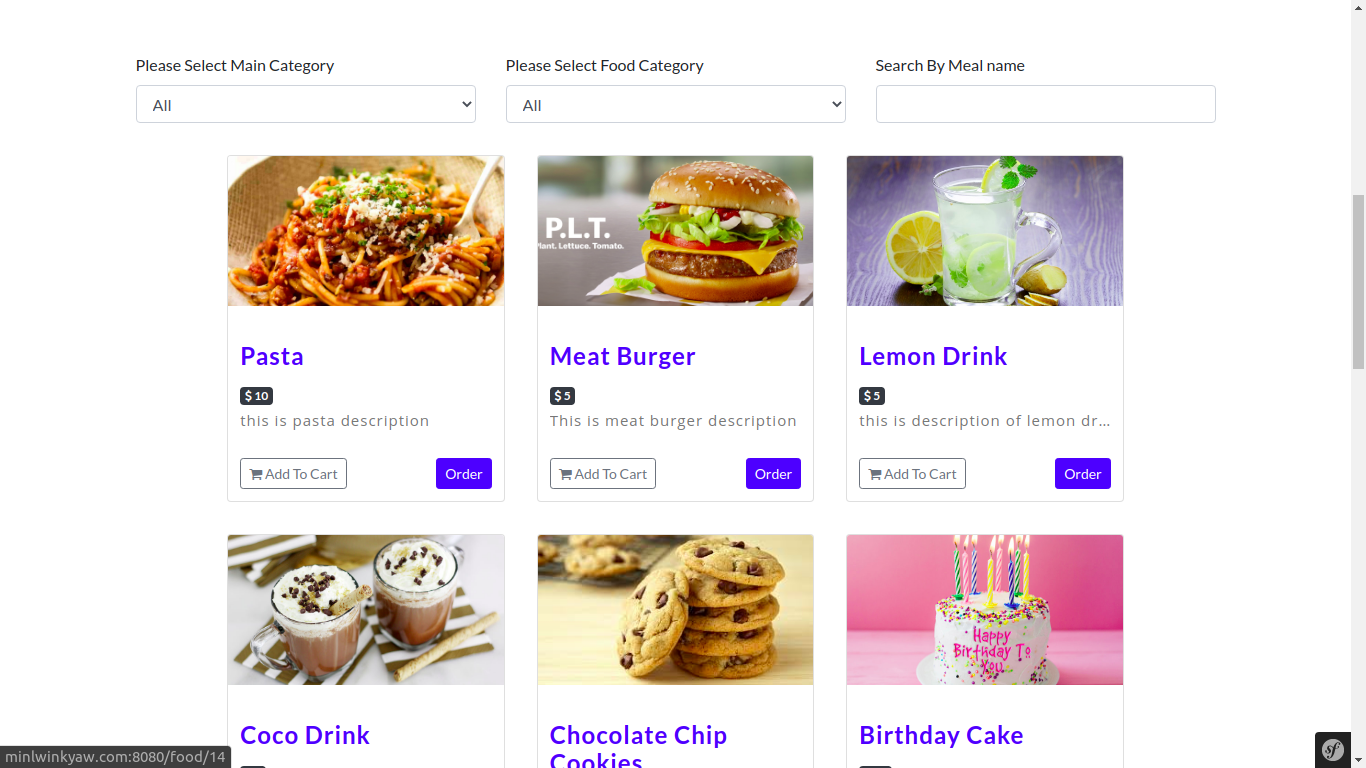 Please Select Main Category
Please Select Food Category
Search By Meal name
All
All
P.L.T.
Plant. Lettuce. Tomato.
Pasta
Meat Burger
Lemon Drink
$ 10
$ 5
$ 5
this is pasta description
This is meat burger description
this is description of lemon dr...
Add To Cart
Order
Add To Cart
Order
Add To Cart
Order
Happy
Birthday To
You
Coco Drink
Chocolate Chip
Cookies
Birthday Cake
minlwinkyaw.com:8080/food/14
sf